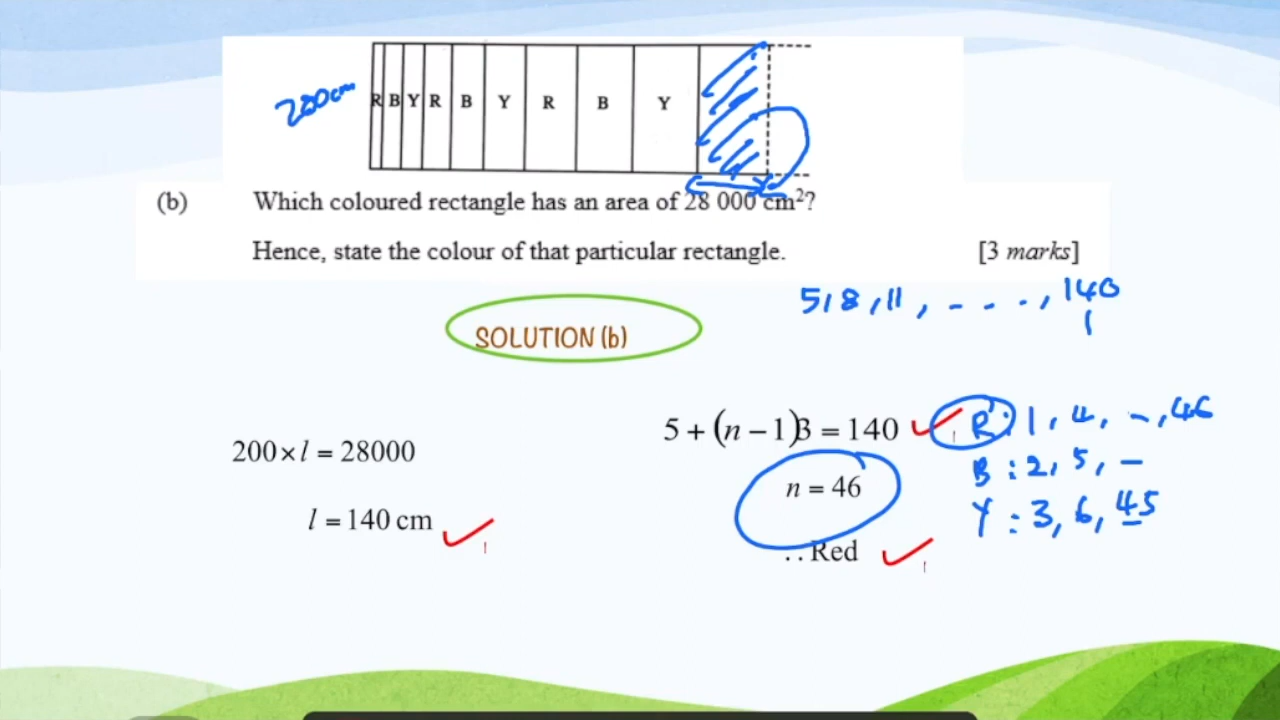 200cm
R B Y R B Y R B Y
(b) Which coloured rectangle has an area of 28 000 cm²?
Hence, state the colour of that particular rectangle. [3 marks]
5, 8, 11, - - - ., 140
SOLUTION (b)
5 + (n − 1)3 = 140
R : 1, 4, -, 46
200 × l = 28000
B : 2, 5, -
n = 46
Y : 3, 6, 45
l = 140 cm
∴ Red